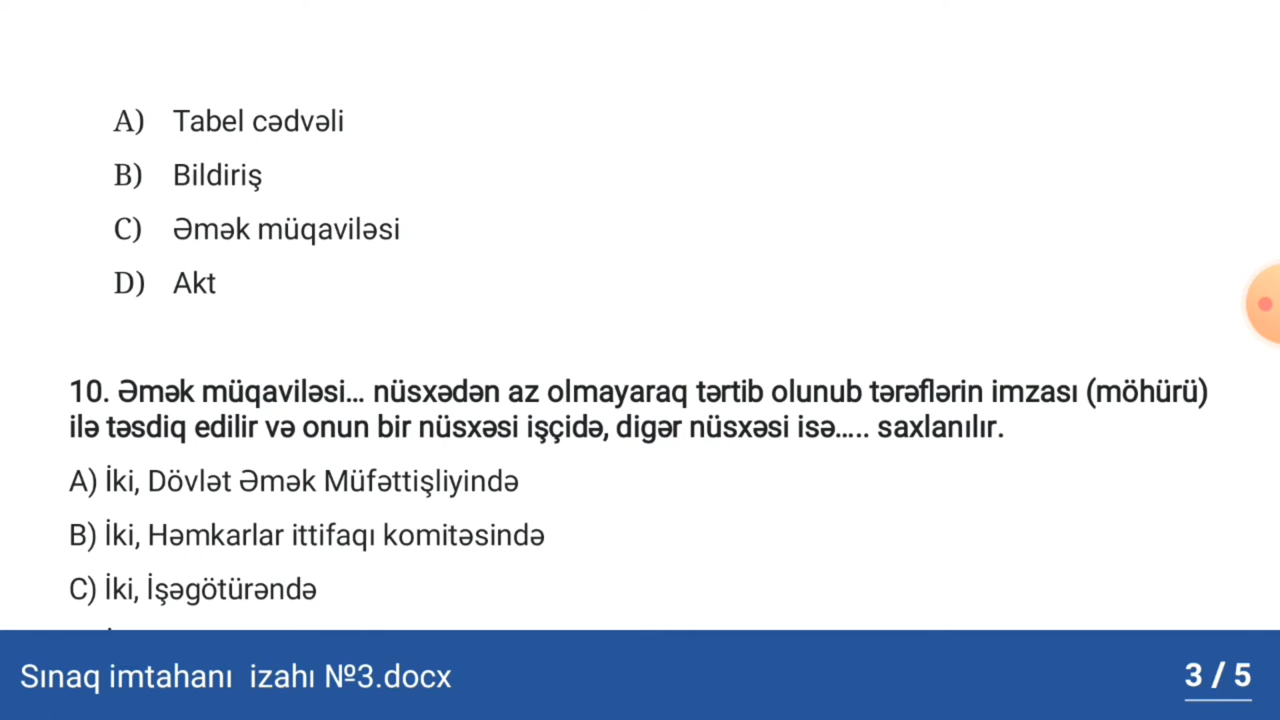 A) Tabel cədvəli
B) Bildiriş
C) Əmək müqaviləsi
D) Akt
10. Əmək müqaviləsi... nüsxədən az olmayaraq tərtib olunub tərəflərin imzası (möhürü)
ilə təsdiq edilir və onun bir nüsxəsi işçidə, digər nüsxəsi isə..... saxlanılır.
A) İki, Dövlət Əmək Müfəttişliyində
B) İki, Həmkarlar ittifaqı komitəsində
C) İki, İşəgötürəndə
Sınaq imtahanı izahı №3.docx
3 / 5